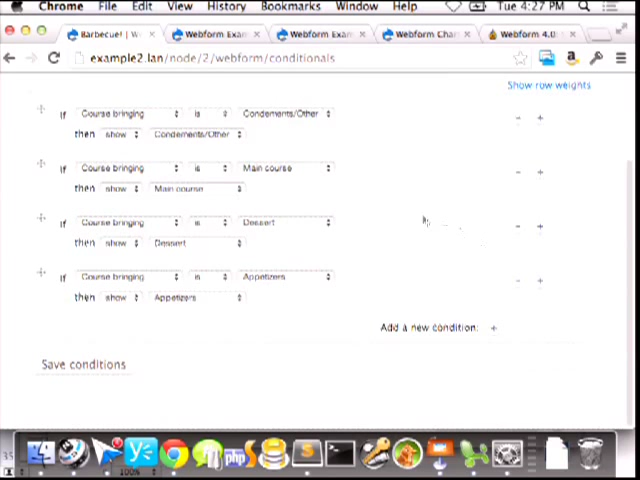 Chrome File Edit View History Bookmarks Window Help Tue 4:27 PM
Barbecue! | W Webform Exam Webform Exam Webform Chan Webform 4.0
example2.lan/node/2/webform/conditionals
Show row weights
If Course bringing is Condements/Other
then show Condements/Other
If Course bringing is Main course
then show Main course
If Course bringing is Dessert
then show Dessert
If Course bringing is Appetizers
then show Appetizers
Add a new condition: +
Save conditions
php S
100%